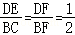 DE/BC = DF/BF = 1/2